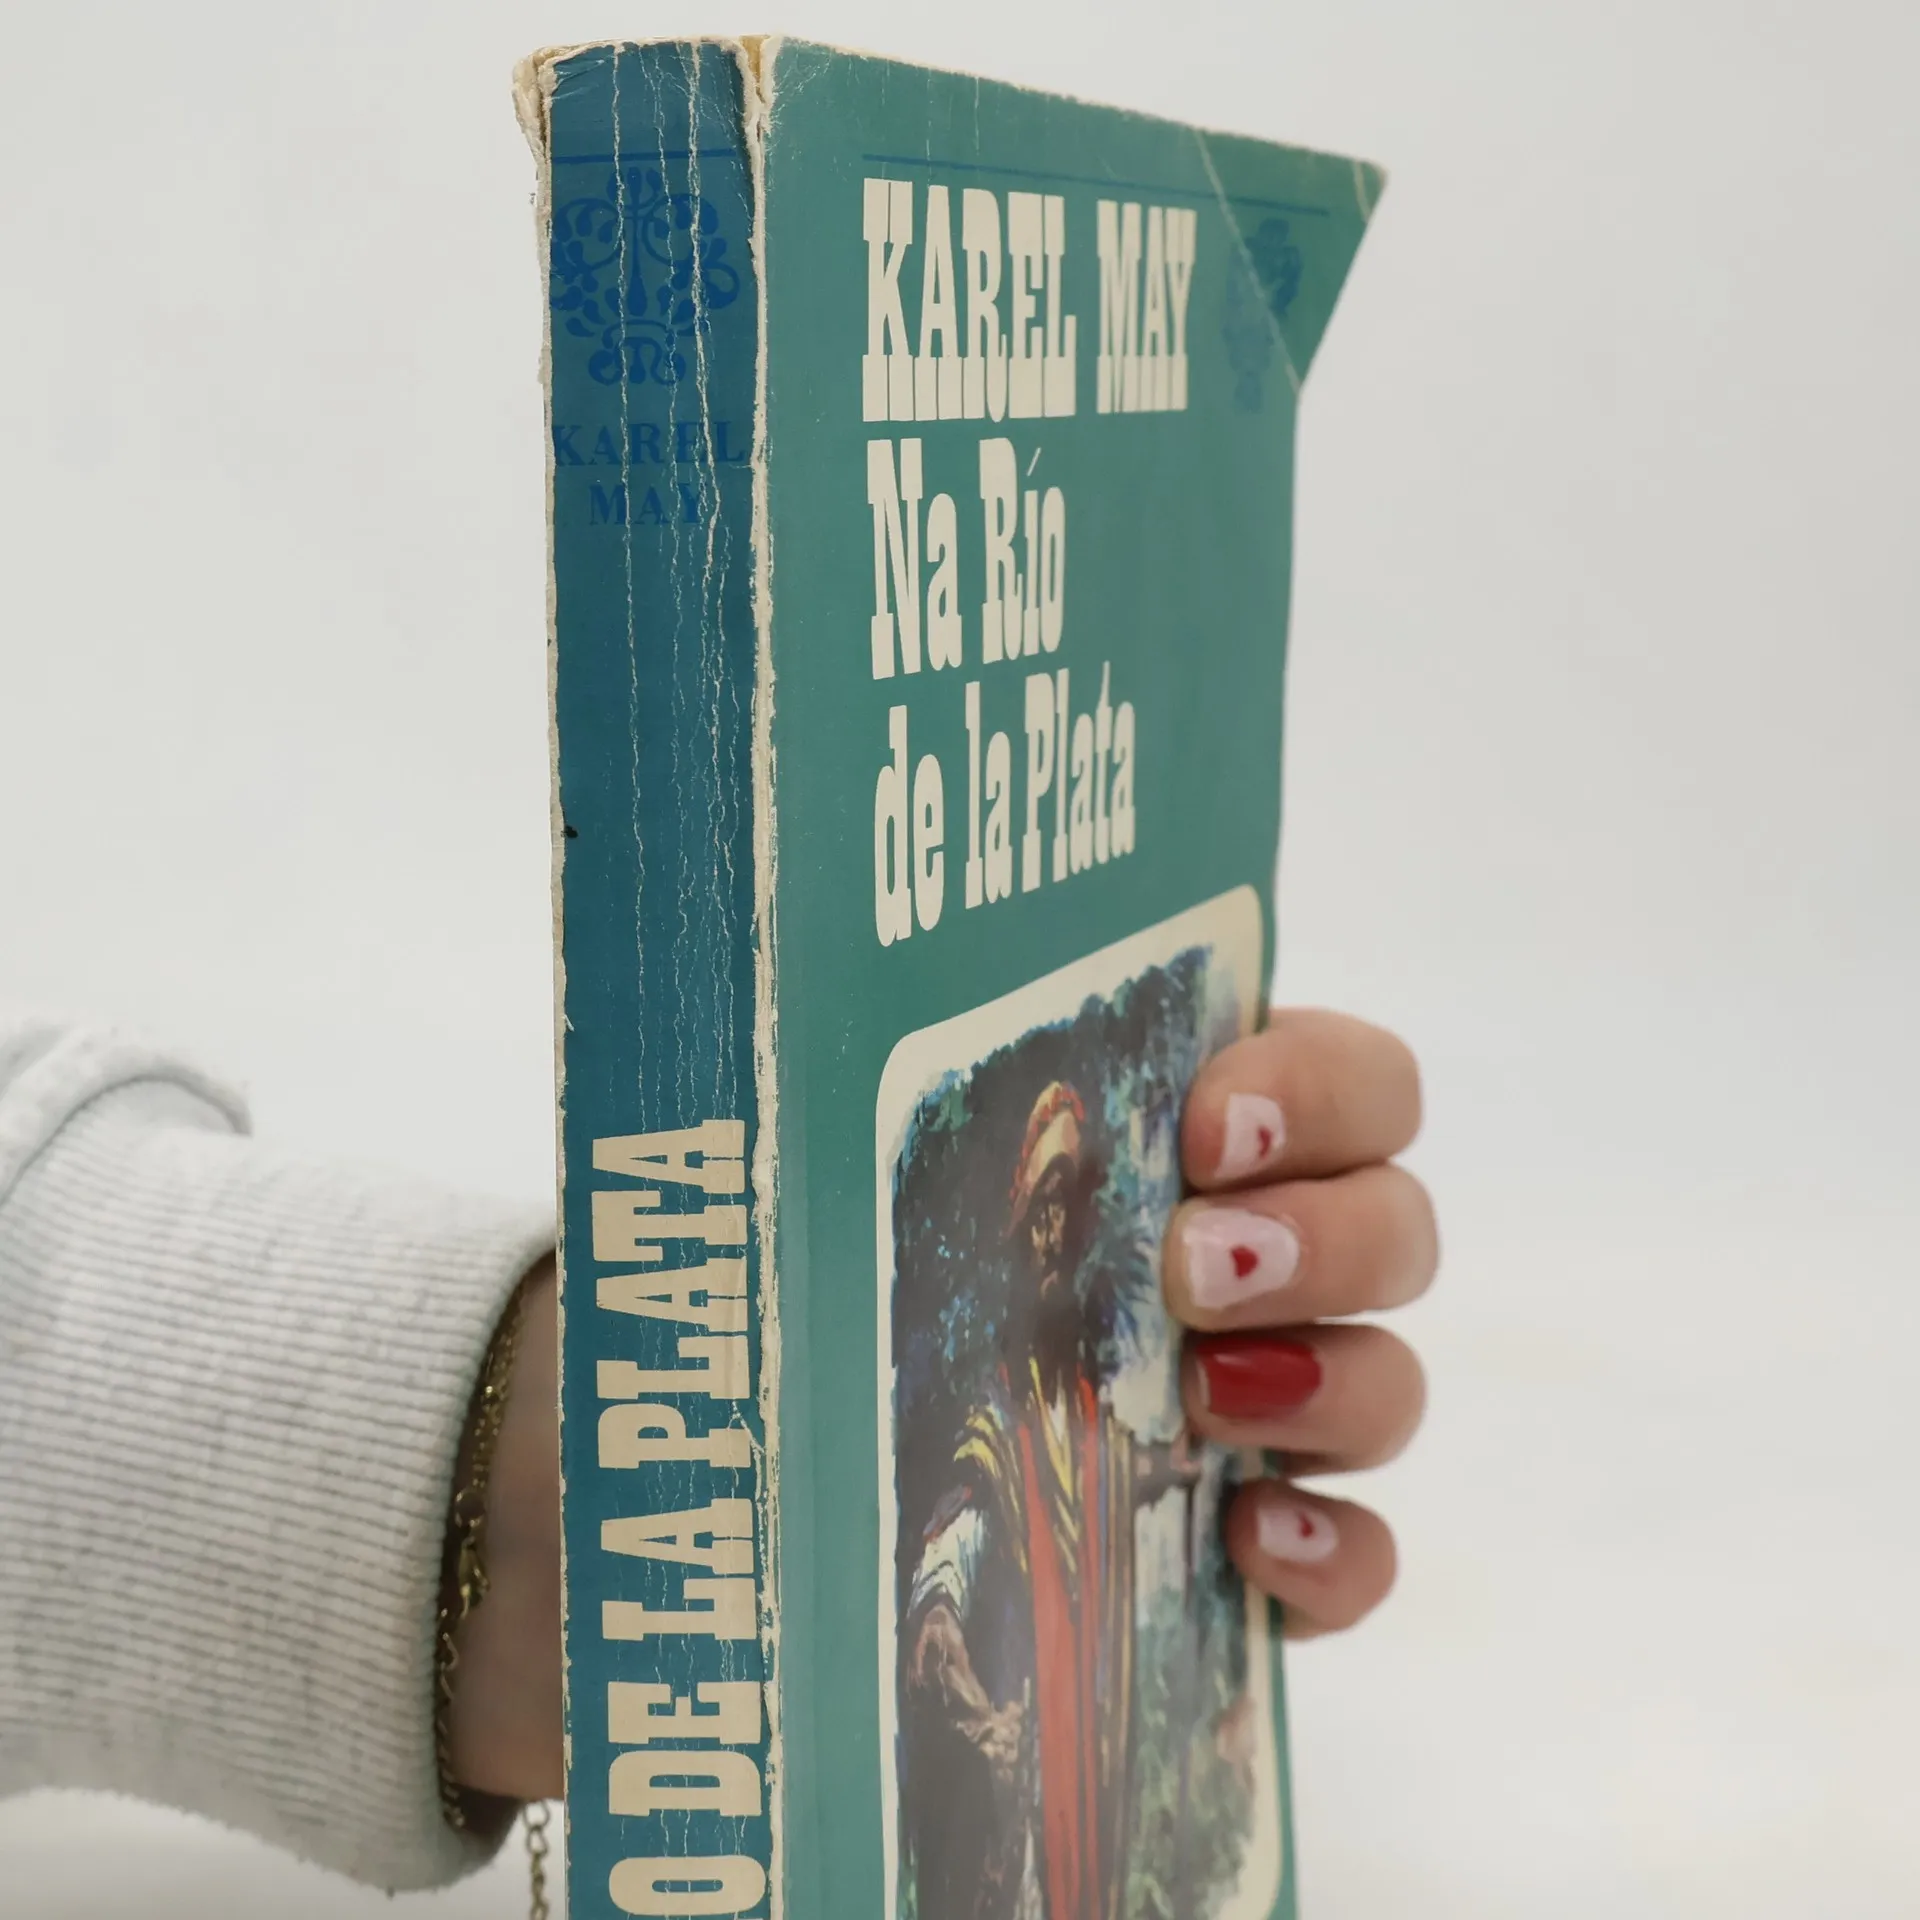 KAREL
MAY
O DE LA PLATA
KAREL MAY
Na Río
de la Plata